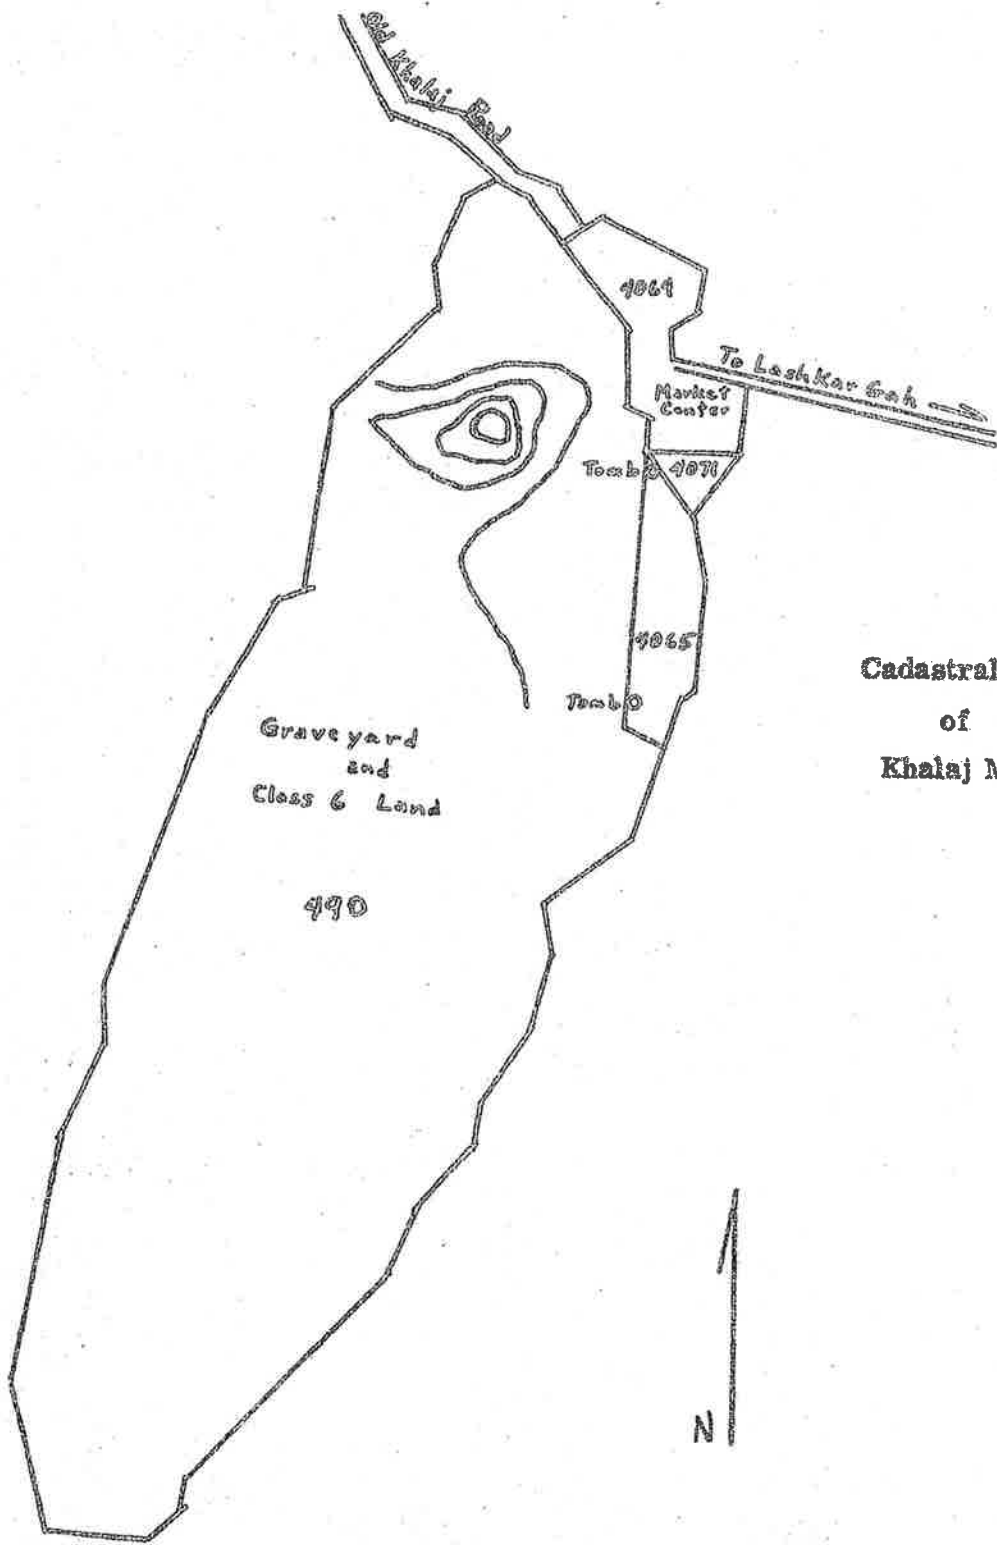 Old Khalaj Road
4064
To Lashkar Gah
Market
Center
Tomb 4071
4065
Tomb
Cadastral
of
Khalaj M
Graveyard
and
Class 6 Land
490
N